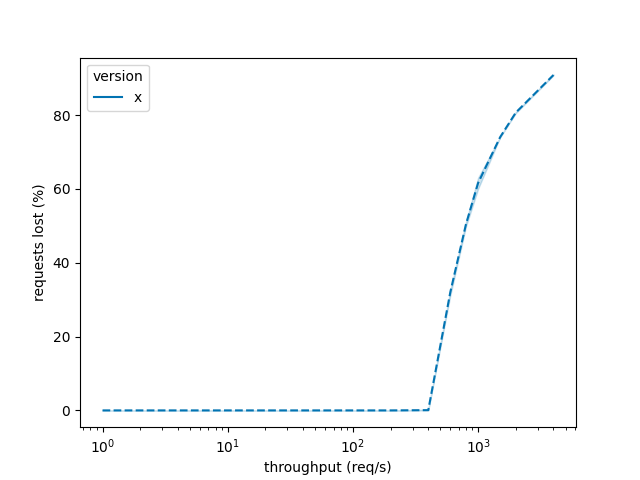 version
x
80
60
40
20
0
requests lost (%)
10⁰
10¹
10²
10³
throughput (req/s)